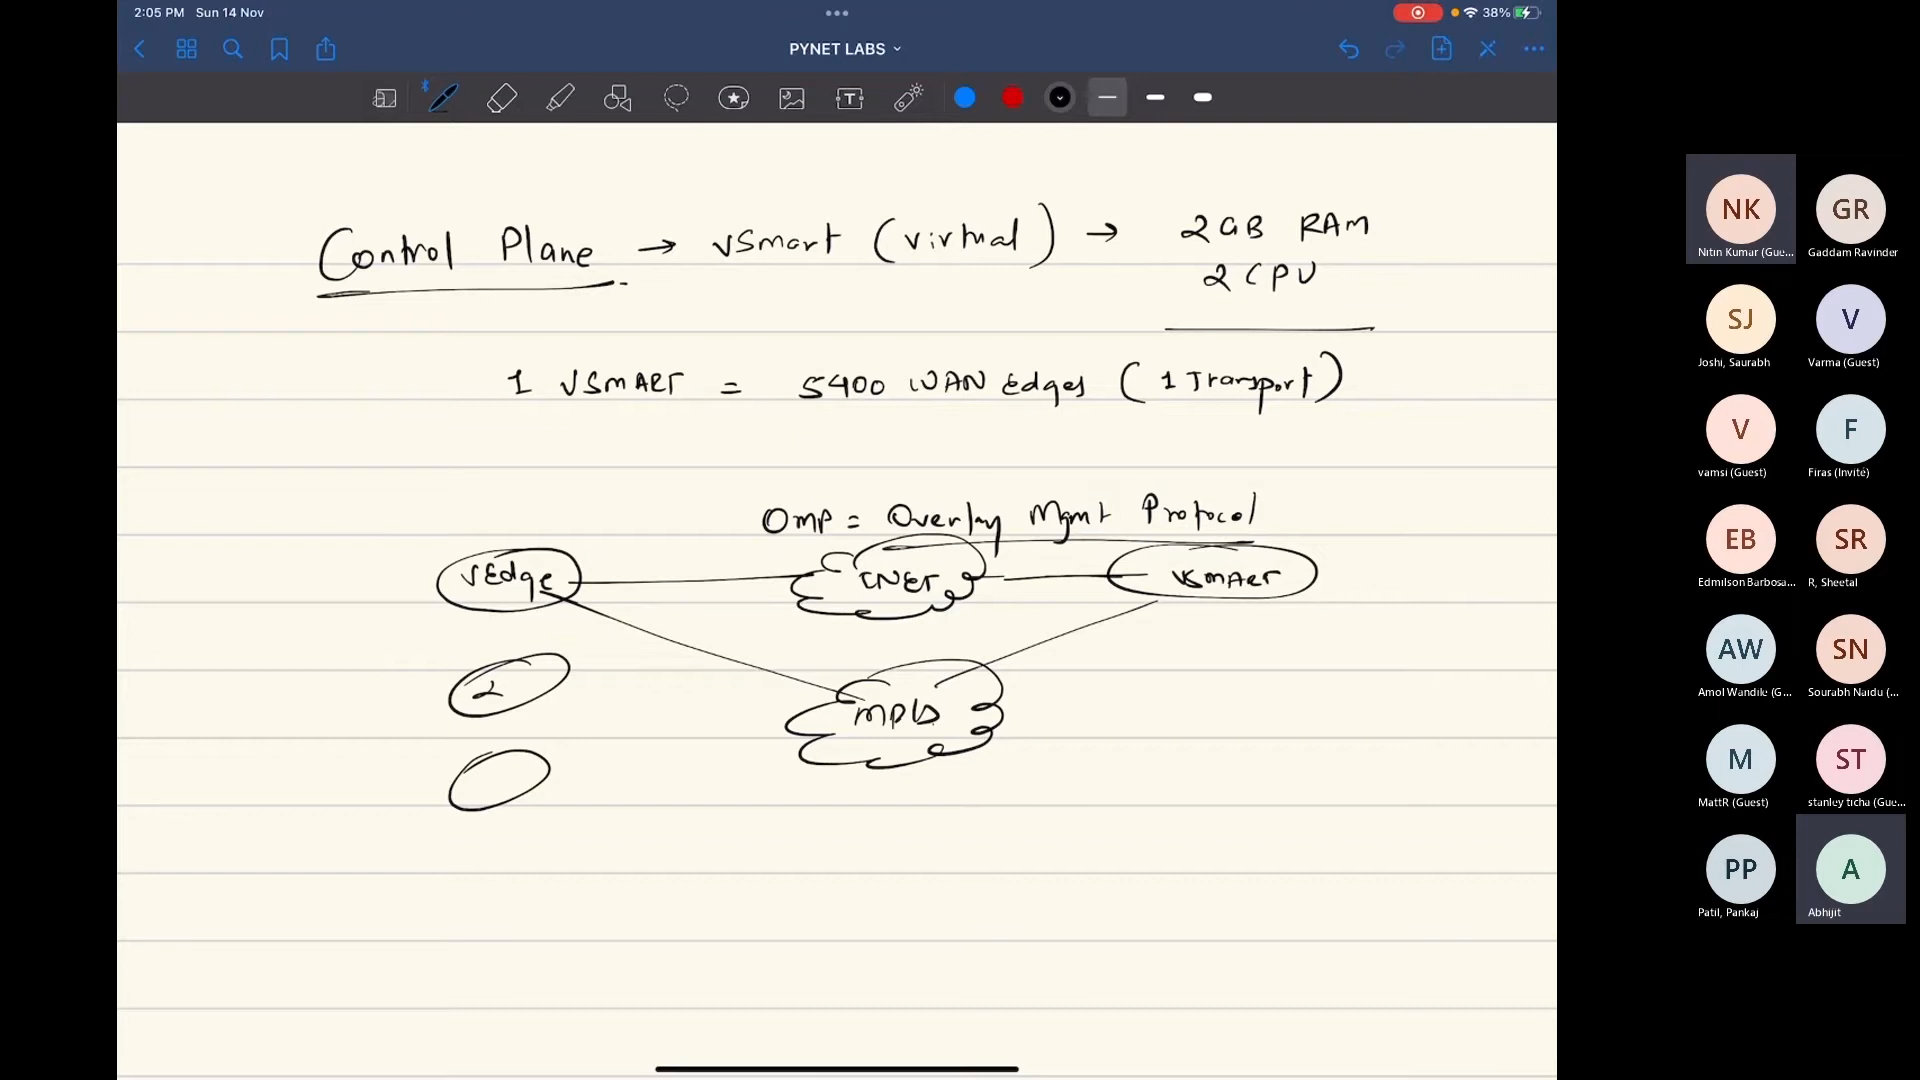 2:05 PM Sun 14 Nov
38%
PYNET LABS
Control Plane → vSmart (virtual) → 2GB RAM
2 CPU
1 vSMART = 5400 WAN Edges (1 Transport)
OMP = Overlay Mgmt Protocol
vEdge
INET
vSMART
2
MPLS
NK
Nitin Kumar (Gue...
GR
Gaddam Ravinder
SJ
Joshi, Saurabh
V
Varma (Guest)
V
vamsi (Guest)
F
Firas (Invité)
EB
Edmilson Barbosa...
SR
R, Sheetal
AW
Amol Wandile (G...
SN
Sourabh Naidu (...
M
MattR (Guest)
ST
stanley ticha (Gue...
PP
Patil, Pankaj
A
Abhijit